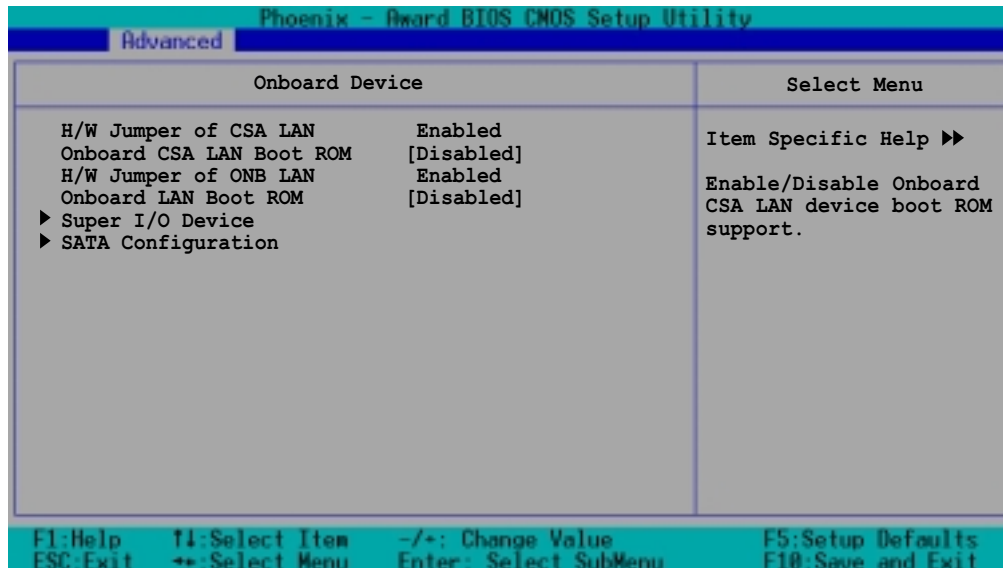 Phoenix - Award BIOS CMOS Setup Utility
Advanced
Onboard Device
Select Menu
H/W Jumper of CSA LAN Enabled
Onboard CSA LAN Boot ROM [Disabled]
H/W Jumper of ONB LAN Enabled
Onboard LAN Boot ROM [Disabled]
▶ Super I/O Device
▶ SATA Configuration
Item Specific Help ▶▶
Enable/Disable Onboard
CSA LAN device boot ROM
support.
F1:Help ↑↓:Select Item -/+: Change Value F5:Setup Defaults
ESC:Exit ←→:Select Menu Enter: Select SubMenu F10:Save and Exit